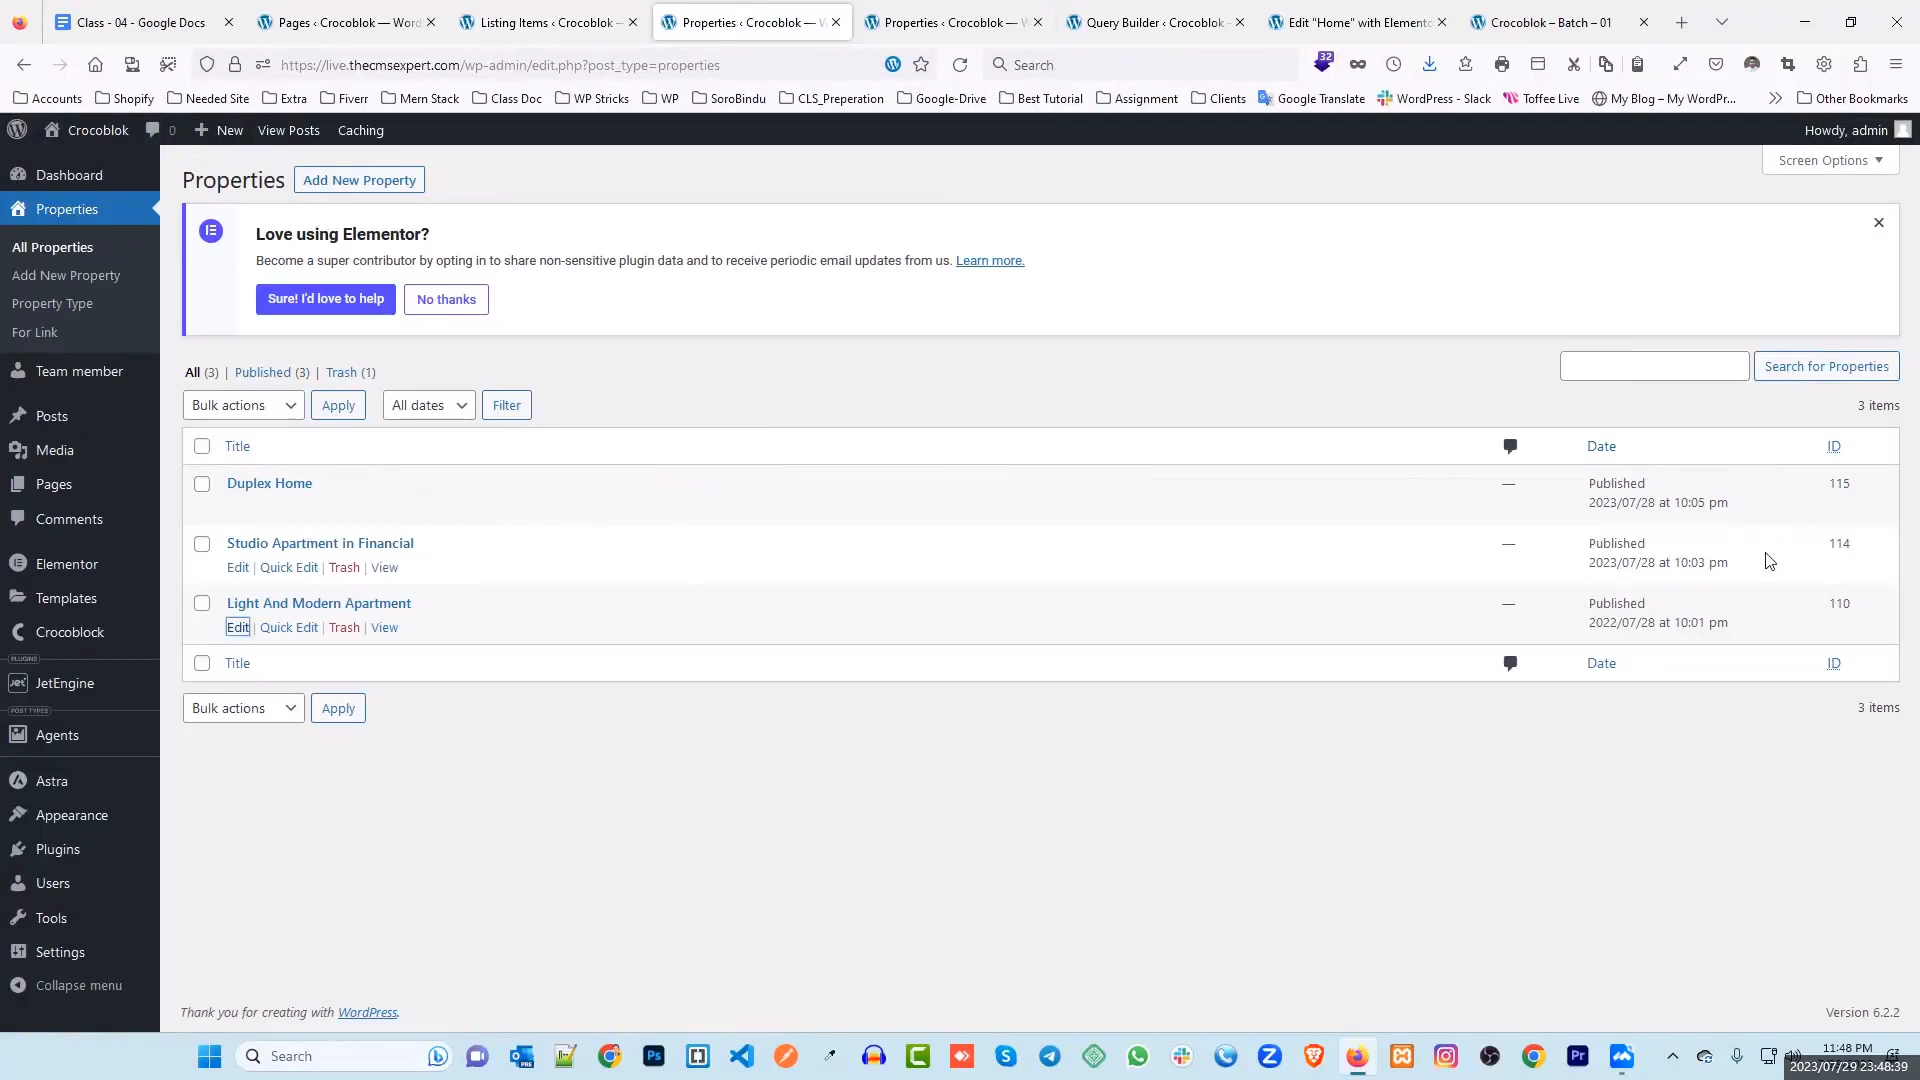 Class - 04 - Google Docs
Pages ‹ Crocoblok — Word
Listing Items ‹ Crocoblok —
Properties ‹ Crocoblok — W
Properties ‹ Crocoblok — W
Query Builder ‹ Crocoblok
Edit "Home" with Elemento
Crocoblok – Batch – 01
https://live.thecmsexpert.com/wp-admin/edit.php?post_type=properties
Search
32
Accounts
Shopify
Needed Site
Extra
Fiverr
Mern Stack
Class Doc
WP Stricks
WP
SoroBindu
CLS_Preperation
Google-Drive
Best Tutorial
Assignment
Clients
Google Translate
WordPress - Slack
Toffee Live
My Blog – My WordPr...
Other Bookmarks
Crocoblok
0
New
View Posts
Caching
Howdy, admin
Dashboard
Properties
All Properties
Add New Property
Property Type
For Link
Team member
Posts
Media
Pages
Comments
Elementor
Templates
Crocoblock
PLUGINS
JetEngine
POST TYPES
Agents
Astra
Appearance
Plugins
Users
Tools
Settings
Collapse menu
Screen Options
Properties
Add New Property
Love using Elementor?
Become a super contributor by opting in to share non-sensitive plugin data and to receive periodic email updates from us. Learn more.
Sure! I'd love to help
No thanks
All (3) | Published (3) | Trash (1)
Search for Properties
Bulk actions
Apply
All dates
Filter
3 items
Title
Date
ID
Duplex Home
—
Published
2023/07/28 at 10:05 pm
115
Studio Apartment in Financial
Edit | Quick Edit | Trash | View
—
Published
2023/07/28 at 10:03 pm
114
Light And Modern Apartment
Edit | Quick Edit | Trash | View
—
Published
2022/07/28 at 10:01 pm
110
Title
Date
ID
Bulk actions
Apply
3 items
Thank you for creating with WordPress.
Version 6.2.2
Search
11:48 PM
2023/07/29 23:48:39